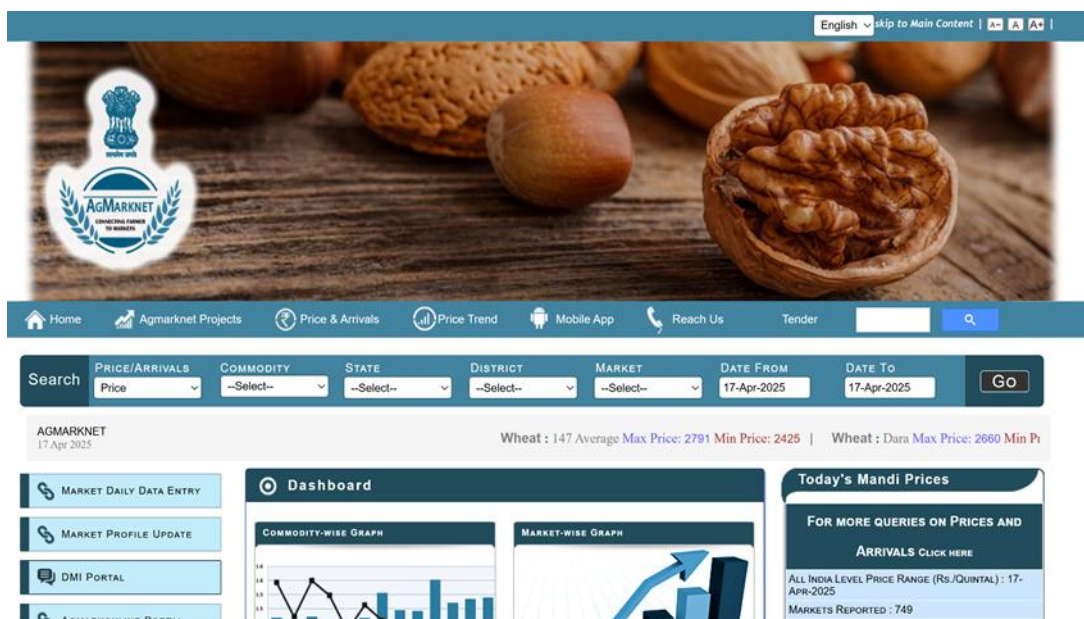 English skip to Main Content | A- A A+ |
AGMARKNET
CONNECTING FARMER
TO MARKETS
Home Agmarknet Projects Price & Arrivals Price Trend Mobile App Reach Us Tender
Search
PRICE/ARRIVALS COMMODITY STATE DISTRICT MARKET DATE FROM DATE TO
Price --Select-- --Select-- --Select-- --Select-- 17-Apr-2025 17-Apr-2025 Go
AGMARKNET
17 Apr 2025
Wheat : 147 Average Max Price: 2791 Min Price: 2425 | Wheat : Dara Max Price: 2660 Min
MARKET DAILY DATA ENTRY
MARKET PROFILE UPDATE
DMI PORTAL
Dashboard
COMMODITY-WISE GRAPH
MARKET-WISE GRAPH
Today's Mandi Prices
FOR MORE QUERIES ON PRICES AND
ARRIVALS CLICK HERE
ALL INDIA LEVEL PRICE RANGE (RS./QUINTAL) : 17-
APR-2025
MARKETS REPORTED : 749